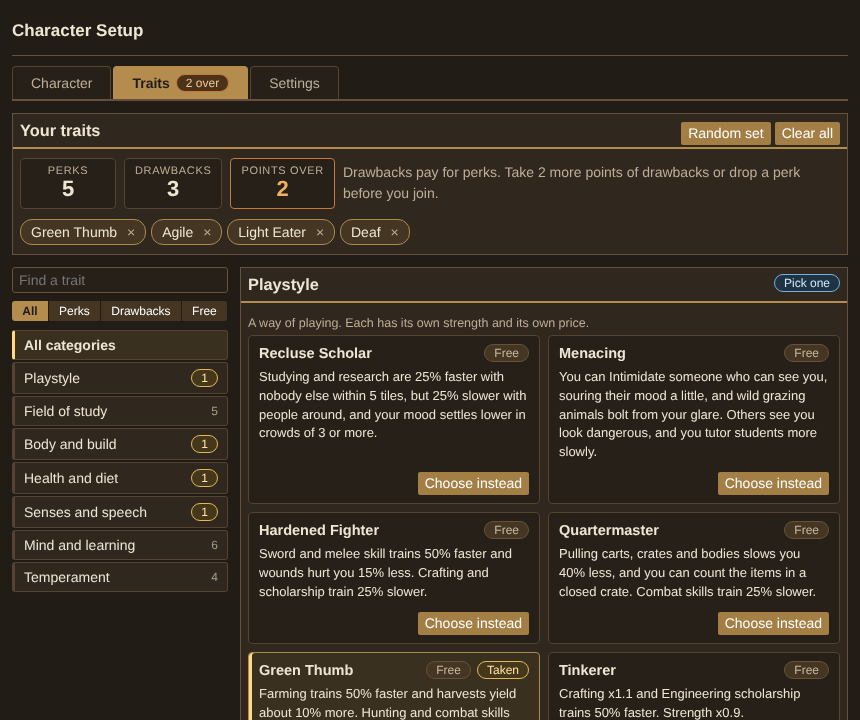 Character Setup
Character
Traits 2 over
Settings
Your traits
Random set
Clear all
PERKS
5
DRAWBACKS
3
POINTS OVER
2
Drawbacks pay for perks. Take 2 more points of drawbacks or drop a perk
before you join.
Green Thumb ×
Agile ×
Light Eater ×
Deaf ×
Find a trait
All
Perks
Drawbacks
Free
All categories
Playstyle 1
Field of study 5
Body and build 1
Health and diet 1
Senses and speech 1
Mind and learning 6
Temperament 4
Playstyle
Pick one
A way of playing. Each has its own strength and its own price.
Recluse Scholar Free
Studying and research are 25% faster with
nobody else within 5 tiles, but 25% slower with
people around, and your mood settles lower in
crowds of 3 or more.
Choose instead
Menacing Free
You can Intimidate someone who can see you,
souring their mood a little, and wild grazing
animals bolt from your glare. Others see you
look dangerous, and you tutor students more
slowly.
Choose instead
Hardened Fighter Free
Sword and melee skill trains 50% faster and
wounds hurt you 15% less. Crafting and
scholarship train 25% slower.
Choose instead
Quartermaster Free
Pulling carts, crates and bodies slows you
40% less, and you can count the items in a
closed crate. Combat skills train 25% slower.
Choose instead
Green Thumb Free Taken
Farming trains 50% faster and harvests yield
about 10% more. Hunting and combat skills
Tinkerer Free
Crafting x1.1 and Engineering scholarship
trains 50% faster. Strength x0.9.